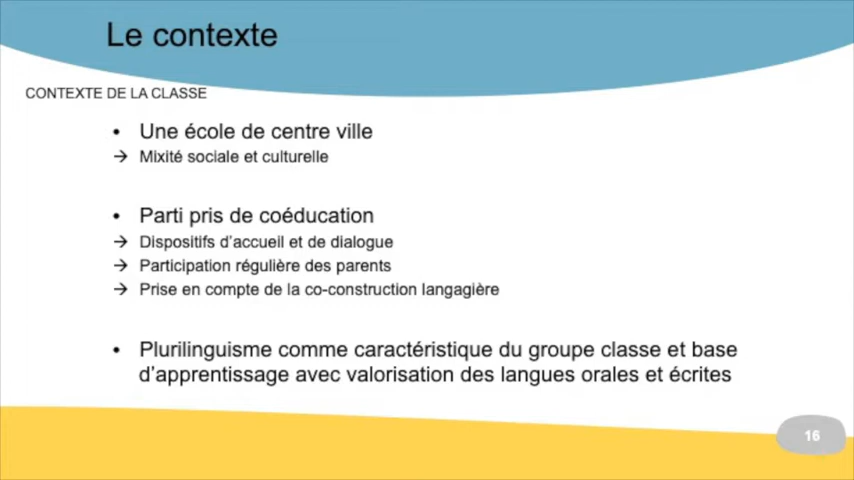 Le contexte
CONTEXTE DE LA CLASSE
• Une école de centre ville
→ Mixité sociale et culturelle
• Parti pris de coéducation
→ Dispositifs d'accueil et de dialogue
→ Participation régulière des parents
→ Prise en compte de la co-construction langagière
• Plurilinguisme comme caractéristique du groupe classe et base
d'apprentissage avec valorisation des langues orales et écrites
16